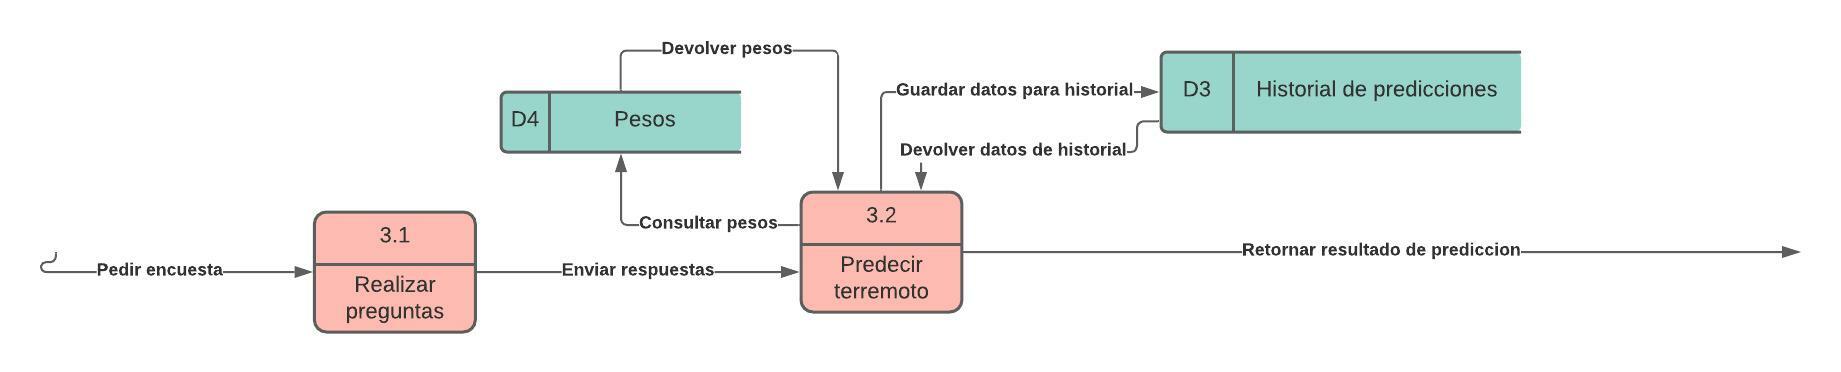 Devolver pesos
D4
Pesos
Guardar datos para historial
D3
Historial de predicciones
Devolver datos de historial
Consultar pesos
3.1
Realizar
preguntas
3.2
Predecir
terremoto
Pedir encuesta
Enviar respuestas
Retornar resultado de prediccion